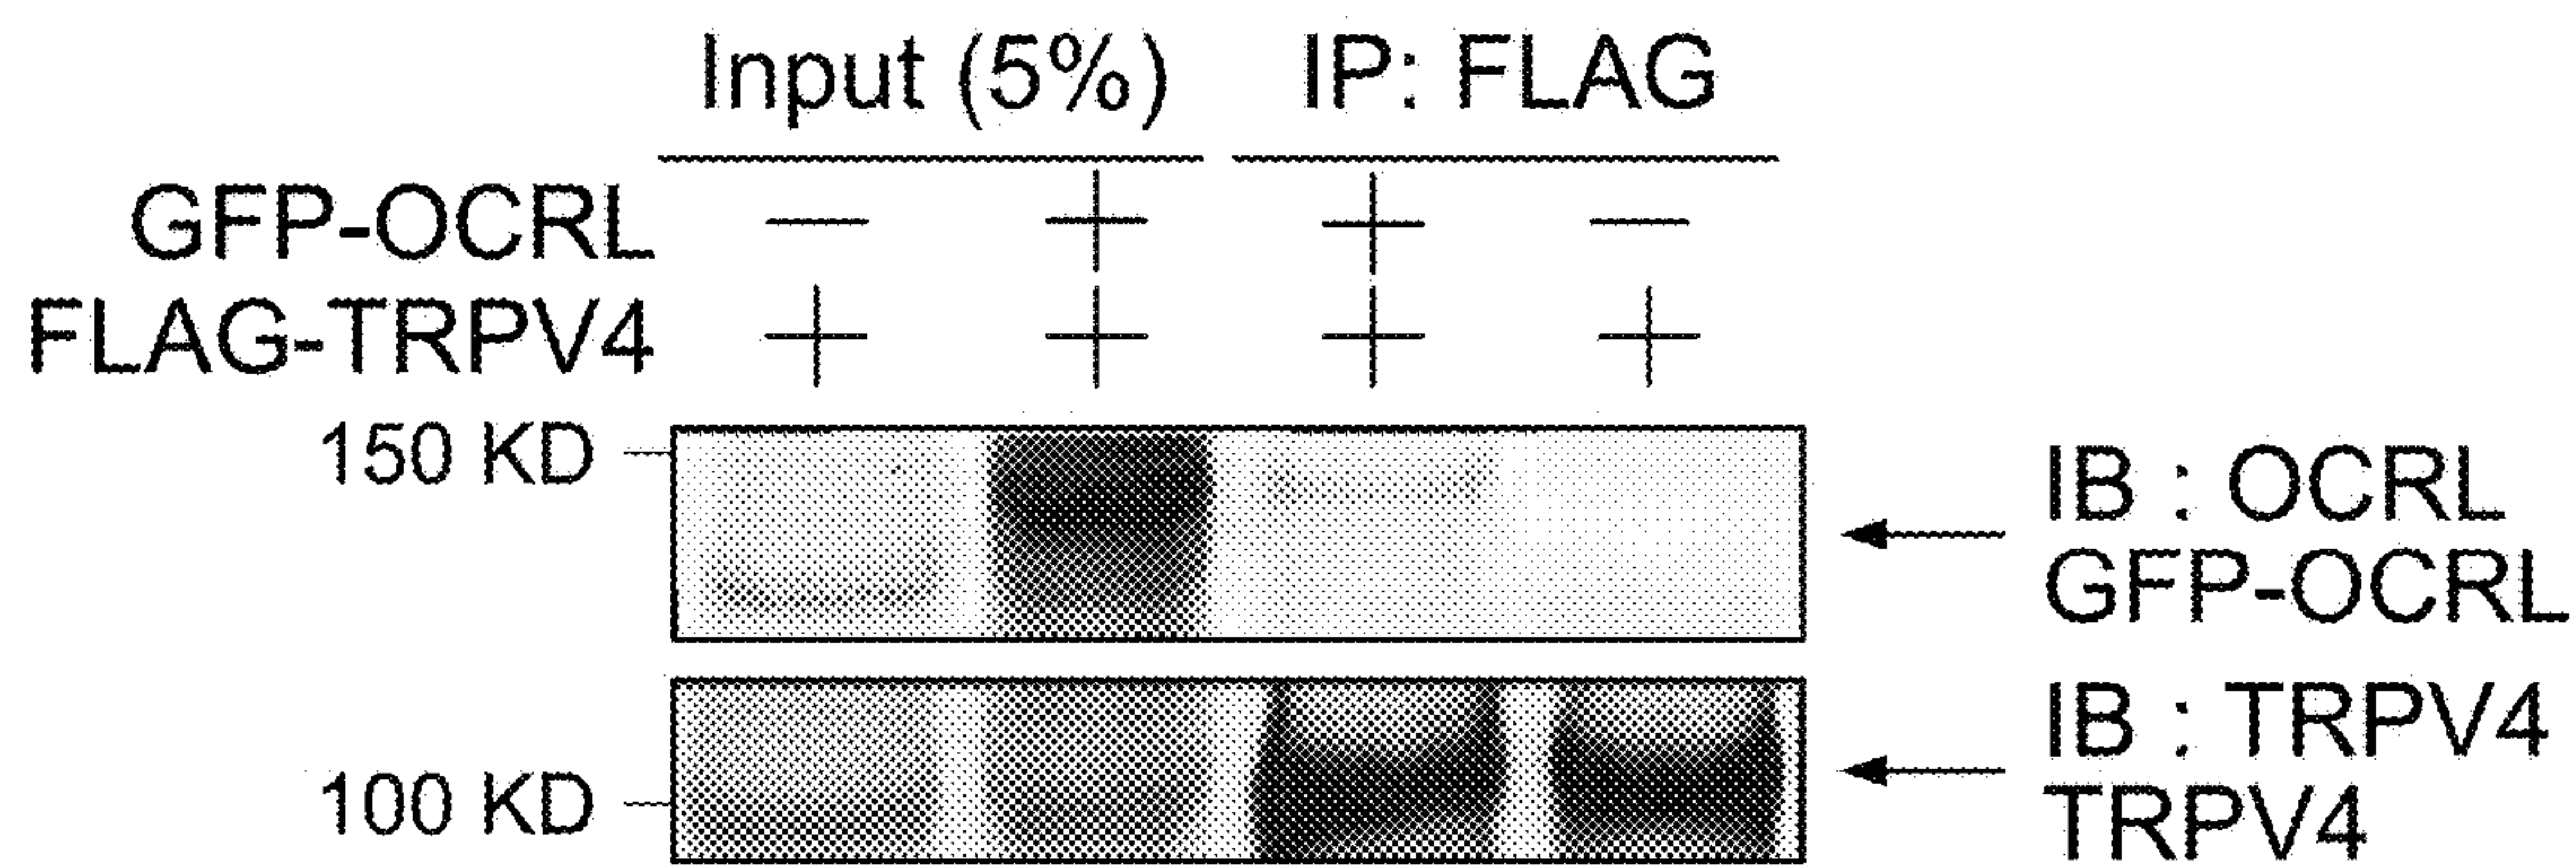 Input (5%) IP: FLAG
GFP-OCRL — + + —
FLAG-TRPV4 + + + +
150 KD
IB : OCRL
GFP-OCRL
100 KD
IB : TRPV4
TRPV4